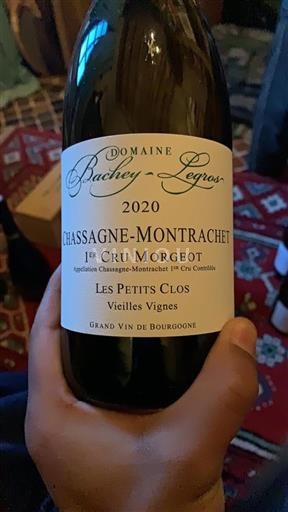 DOMAINE
Bachey-Legros
2020
CHASSAGNE-MONTRACHET
1ER CRU MORGEOT
Appellation Chassagne-Montrachet 1er Cru Contrôlée
LES PETITS CLOS
Vieilles Vignes
GRAND VIN DE BOURGOGNE